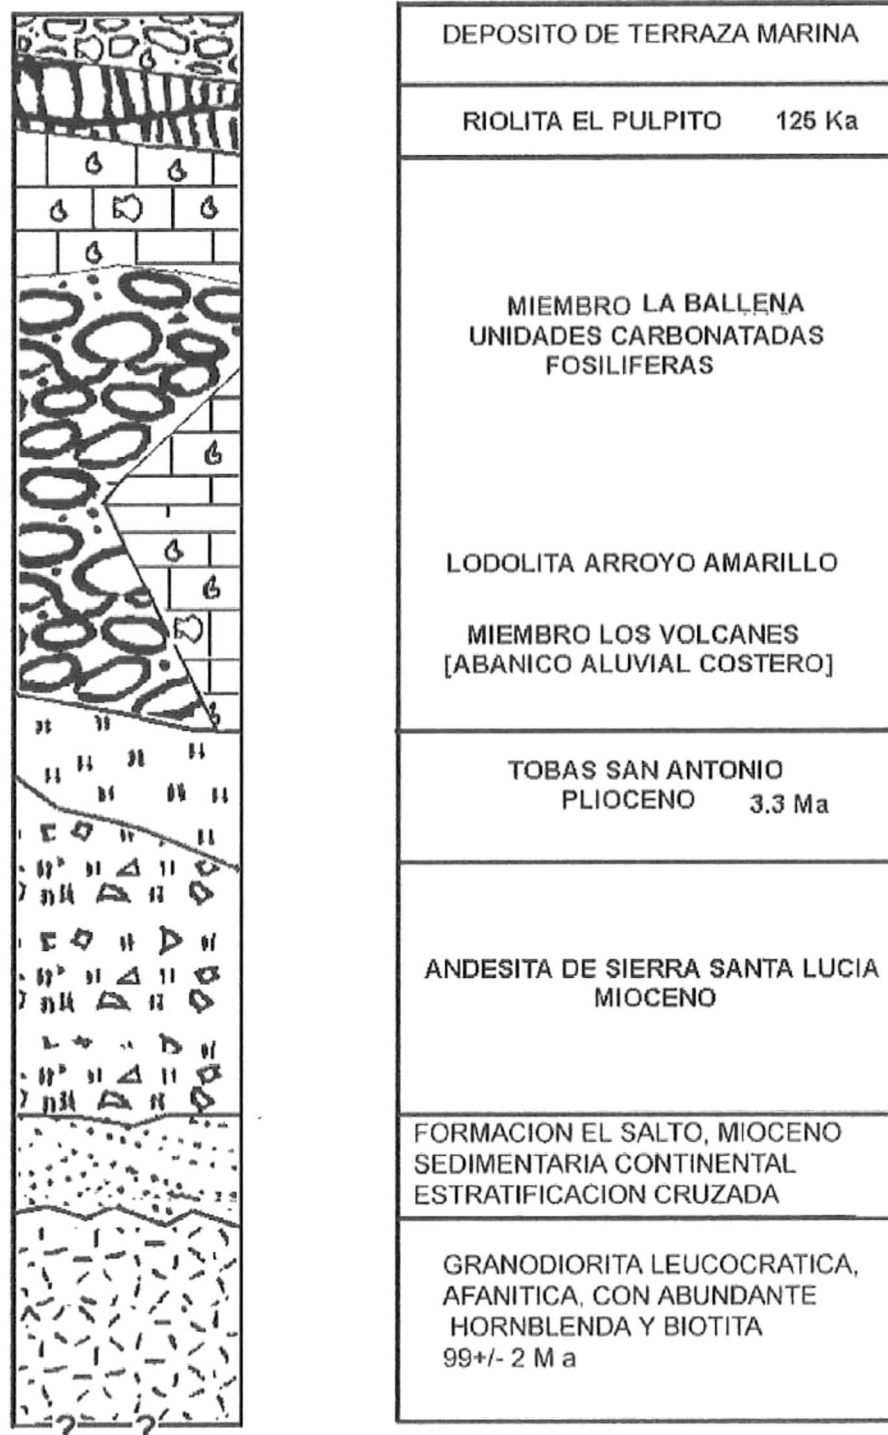 DEPOSITO DE TERRAZA MARINA
RIOLITA EL PULPITO 125 Ka
MIEMBRO LA BALLENA
UNIDADES CARBONATADAS
FOSILIFERAS
LODOLITA ARROYO AMARILLO
MIEMBRO LOS VOLCANES
[ABANICO ALUVIAL COSTERO]
TOBAS SAN ANTONIO
PLIOCENO 3.3 Ma
ANDESITA DE SIERRA SANTA LUCIA
MIOCENO
FORMACION EL SALTO, MIOCENO
SEDIMENTARIA CONTINENTAL
ESTRATIFICACION CRUZADA
GRANODIORITA LEUCOCRATICA,
AFANITICA, CON ABUNDANTE
HORNBLENDA Y BIOTITA
99+/- 2 M a
? ?